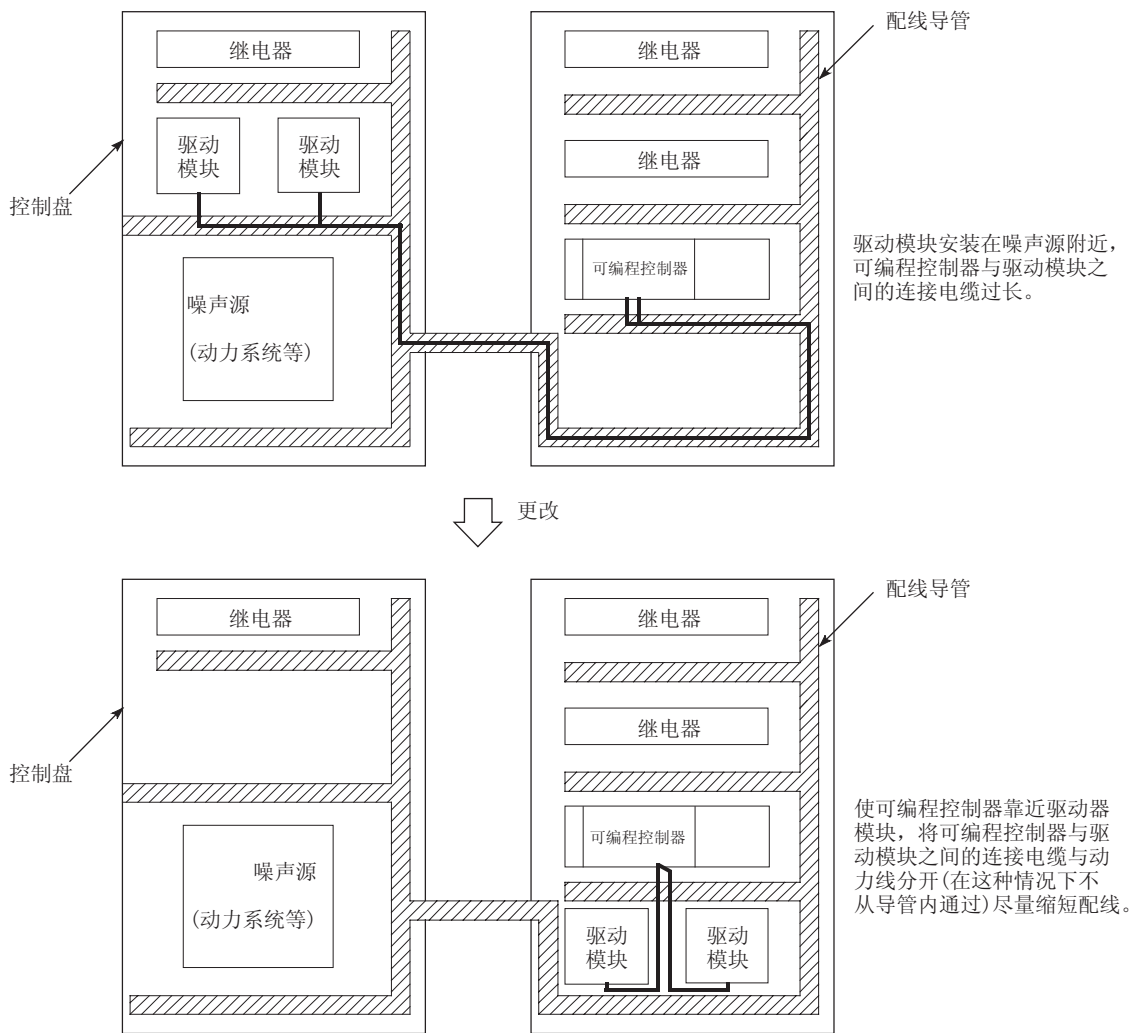 继电器
驱动
模块
驱动
模块
控制盘
噪声源
(动力系统等)
继电器
继电器
可编程控制器
配线导管
驱动模块安装在噪声源附近，
可编程控制器与驱动模块之
间的连接电缆过长。
更改
继电器
控制盘
噪声源
(动力系统等)
继电器
继电器
可编程控制器
驱动
模块
驱动
模块
配线导管
使可编程控制器靠近驱动器
模块，将可编程控制器与驱
动模块之间的连接电缆与动
力线分开(在这种情况下不
从导管内通过)尽量缩短配线。